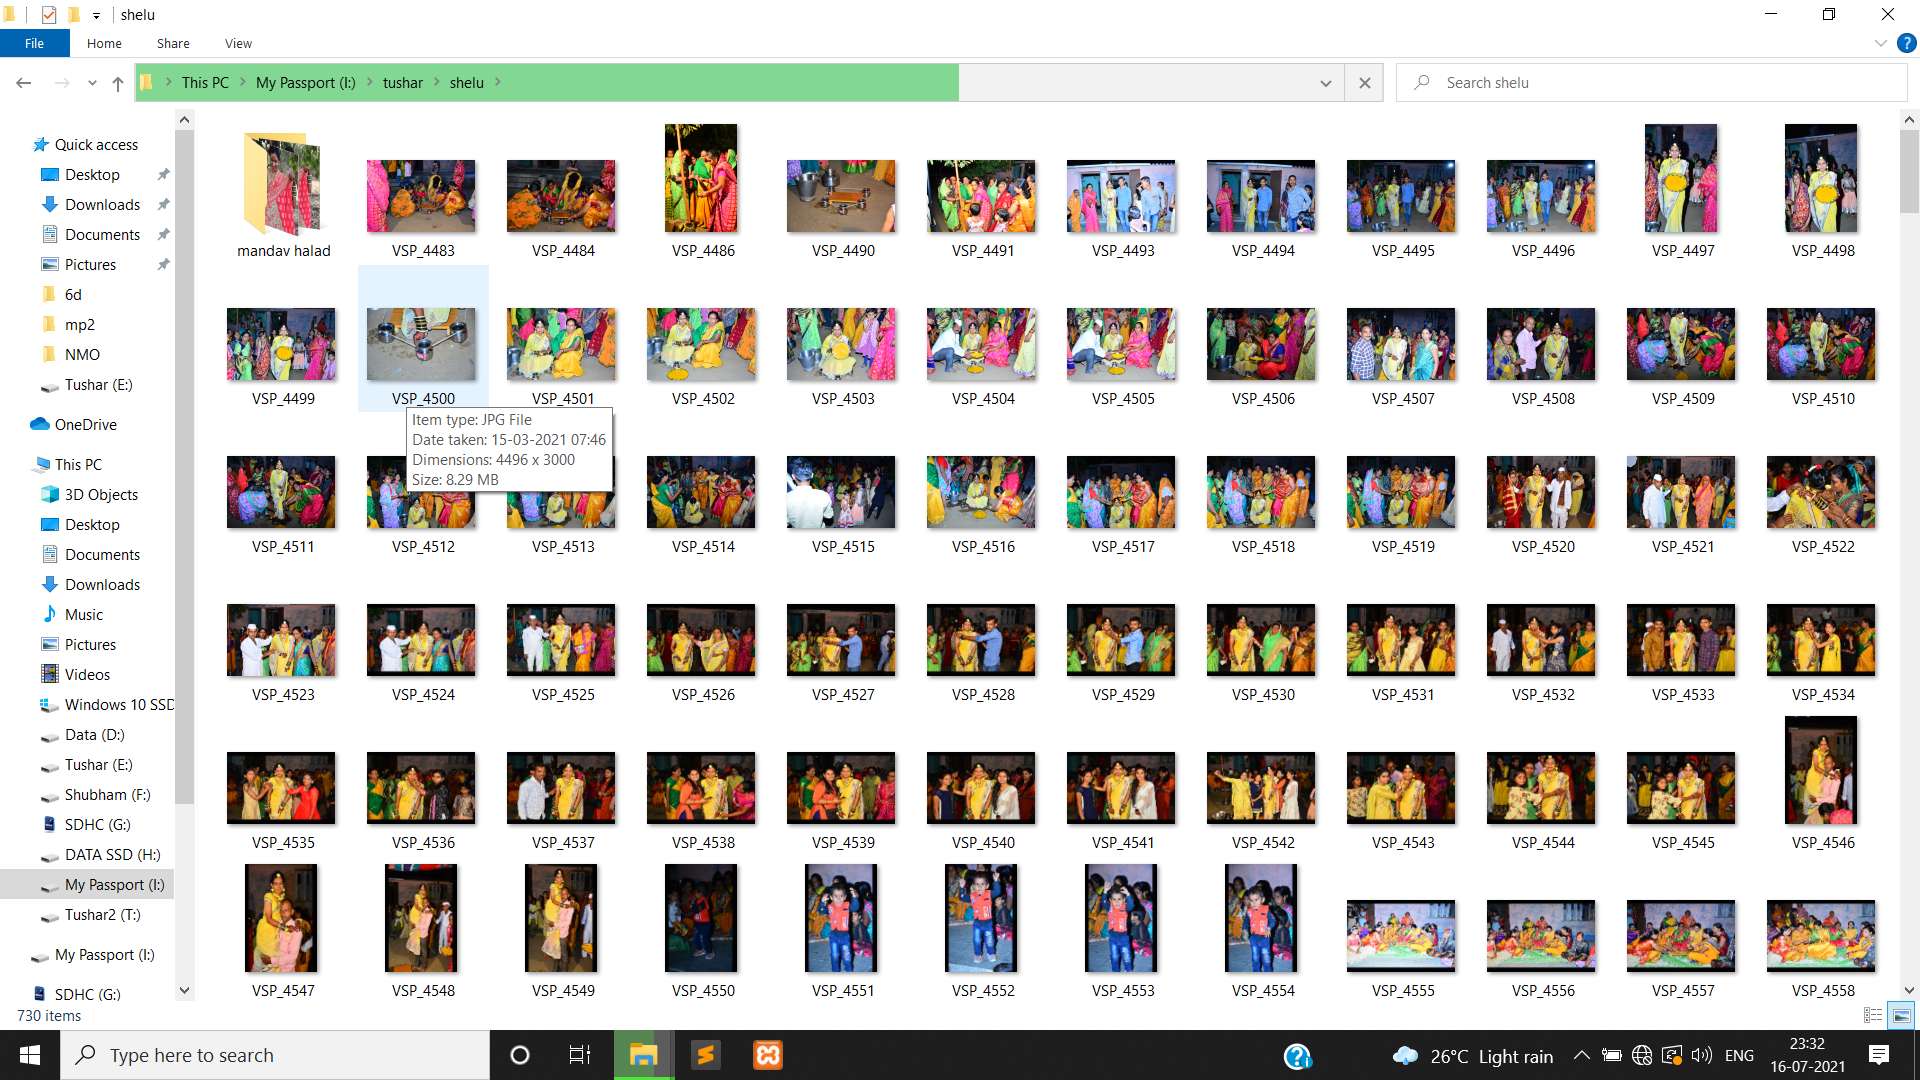 shelu
File Home Share View
This PC My Passport (I:) tushar shelu
Search shelu
Quick access
Desktop
Downloads
Documents
Pictures
6d
mp2
NMO
Tushar (E:)
OneDrive
This PC
3D Objects
Desktop
Documents
Downloads
Music
Pictures
Videos
Windows 10 SSD
Data (D:)
Tushar (E:)
Shubham (F:)
SDHC (G:)
DATA SSD (H:)
My Passport (I:)
Tushar2 (T:)
My Passport (I:)
SDHC (G:)
mandav halad VSP_4483 VSP_4484 VSP_4486 VSP_4490 VSP_4491 VSP_4493 VSP_4494 VSP_4495 VSP_4496 VSP_4497 VSP_4498
VSP_4499 VSP_4500 VSP_4501 VSP_4502 VSP_4503 VSP_4504 VSP_4505 VSP_4506 VSP_4507 VSP_4508 VSP_4509 VSP_4510
Item type: JPG File
Date taken: 15-03-2021 07:46
Dimensions: 4496 x 3000
Size: 8.29 MB
VSP_4511 VSP_4512 VSP_4513 VSP_4514 VSP_4515 VSP_4516 VSP_4517 VSP_4518 VSP_4519 VSP_4520 VSP_4521 VSP_4522
VSP_4523 VSP_4524 VSP_4525 VSP_4526 VSP_4527 VSP_4528 VSP_4529 VSP_4530 VSP_4531 VSP_4532 VSP_4533 VSP_4534
VSP_4535 VSP_4536 VSP_4537 VSP_4538 VSP_4539 VSP_4540 VSP_4541 VSP_4542 VSP_4543 VSP_4544 VSP_4545 VSP_4546
VSP_4547 VSP_4548 VSP_4549 VSP_4550 VSP_4551 VSP_4552 VSP_4553 VSP_4554 VSP_4555 VSP_4556 VSP_4557 VSP_4558
730 items
Type here to search
26°C Light rain
ENG
23:32
16-07-2021